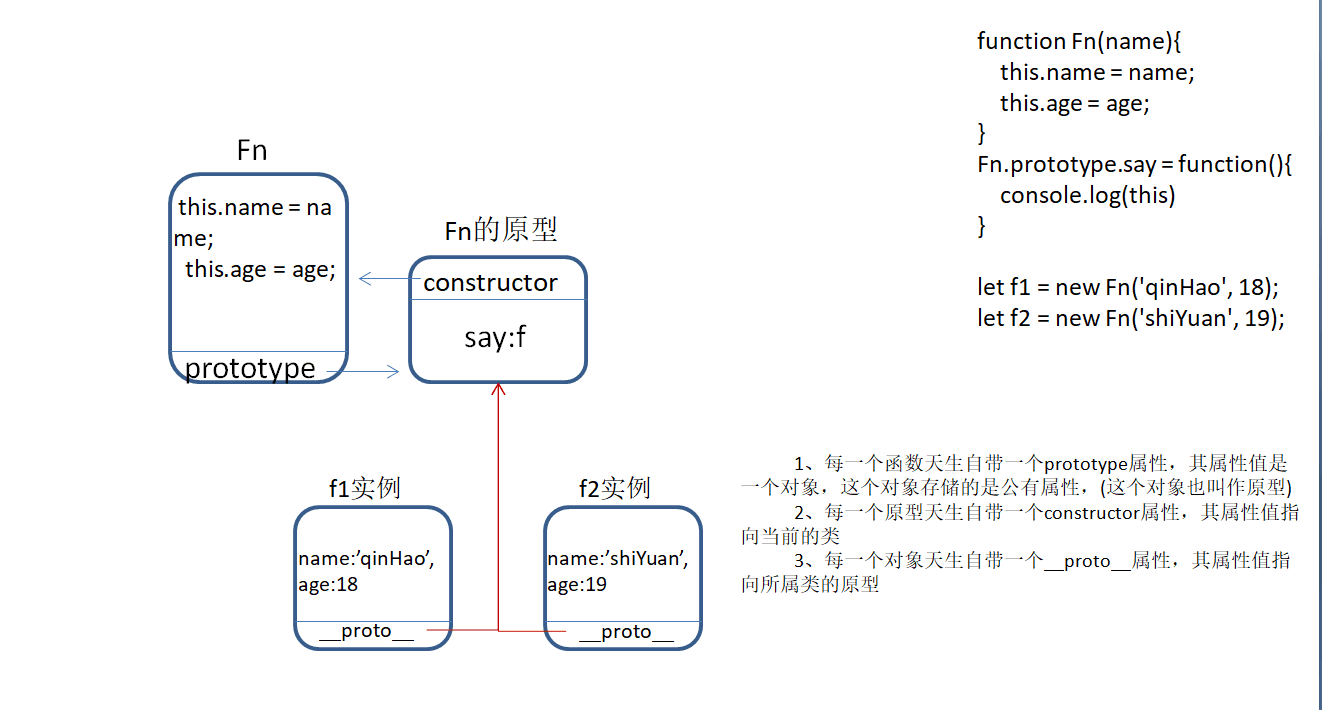 Fn
this.name = na
me;
this.age = age;
prototype
Fn的原型
constructor
say:f
f1实例
name:’qinHao’,
age:18
__proto__
f2实例
name:’shiYuan’,
age:19
__proto__
function Fn(name){
this.name = name;
this.age = age;
}
Fn.prototype.say = function(){
console.log(this)
}
let f1 = new Fn('qinHao', 18);
let f2 = new Fn('shiYuan', 19);
1、每一个函数天生自带一个prototype属性，其属性值是
一个对象，这个对象存储的是公有属性，(这个对象也叫作原型)
2、每一个原型天生自带一个constructor属性，其属性值指
向当前的类
3、每一个对象天生自带一个__proto__属性，其属性值指
向所属类的原型